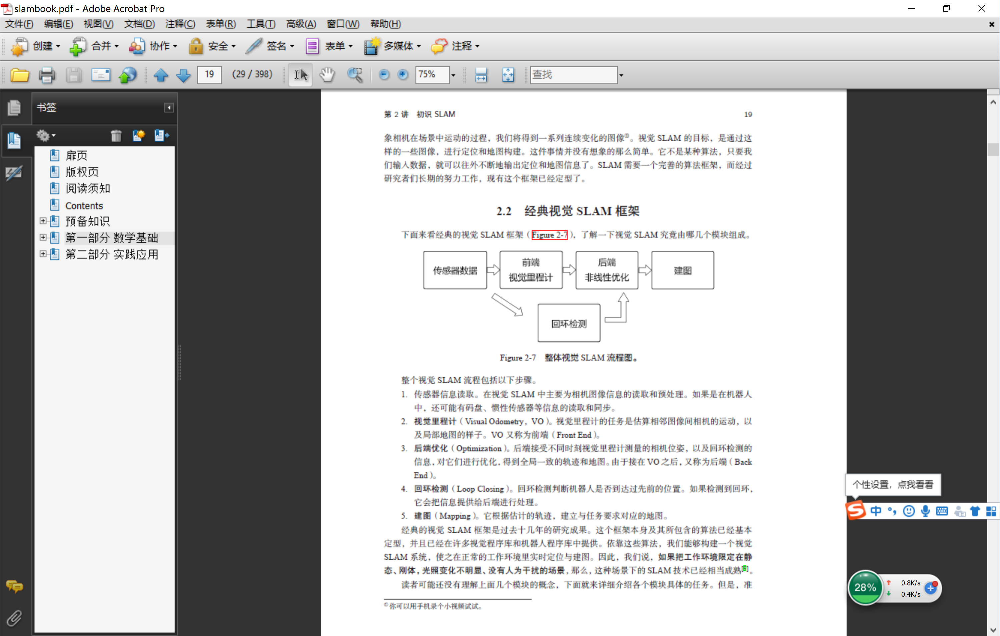 slambook.pdf - Adobe Acrobat Pro
文件(F) 编辑(E) 视图(V) 文档(D) 注释(C) 表单(R) 工具(T) 高级(A) 窗口(W) 帮助(H)
创建 合并 协作 安全 签名 表单 多媒体 注释
19 (29 / 398) 75% 查找
书签
扉页
版权页
阅读须知
Contents
预备知识
第一部分 数学基础
第二部分 实践应用
第 2 讲 初识 SLAM 19
象相机在场景中运动的过程，我们将得到一系列连续变化的图像①。视觉 SLAM 的目标，是通过这
样的一些图像，进行定位和地图构建。这件事情并没有想象的那么简单。它不是某种算法，只要我
们输入数据，就可以往外不断地输出定位和地图信息了。SLAM 需要一个完善的算法框架，而经过
研究者们长期的努力工作，现有这个框架已经定型了。
2.2 经典视觉 SLAM 框架
下面来看经典的视觉 SLAM 框架（Figure 2-7），了解一下视觉 SLAM 究竟由哪几个模块组成。
传感器数据
前端
视觉里程计
后端
非线性优化
建图
回环检测
Figure 2-7 整体视觉 SLAM 流程图。
整个视觉 SLAM 流程包括以下步骤。
1. 传感器信息读取。在视觉 SLAM 中主要为相机图像信息的读取和预处理。如果是在机器人
中，还可能有码盘、惯性传感器等信息的读取和同步。
2. 视觉里程计（Visual Odometry，VO）。视觉里程计的任务是估算相邻图像间相机的运动，以
及局部地图的样子。VO 又称为前端（Front End）。
3. 后端优化（Optimization）。后端接受不同时刻视觉里程计测量的相机位姿，以及回环检测的
信息，对它们进行优化，得到全局一致的轨迹和地图。由于接在 VO 之后，又称为后端（Back
End）。
4. 回环检测（Loop Closing）。回环检测判断机器人是否到达过先前的位置。如果检测到回环，
它会把信息提供给后端进行处理。
5. 建图（Mapping）。它根据估计的轨迹，建立与任务要求对应的地图。
经典的视觉 SLAM 框架是过去十几年的研究成果。这个框架本身及其所包含的算法已经基本
定型，并且已经在许多视觉程序库和机器人程序库中提供。依靠这些算法，我们能够构建一个视觉
SLAM 系统，使之在正常的工作环境里实时定位与建图。因此，我们说，如果把工作环境限定在静
态、刚体，光照变化不明显、没有人为干扰的场景，那么，这种场景下的 SLAM 技术已经相当成熟。
读者可能还没有理解上面几个模块的概念，下面就来详细介绍各个模块具体的任务。但是，准
①你可以用手机录个小视频试试。
个性设置，点我看看
中
28% 0.8K/s
0.4K/s